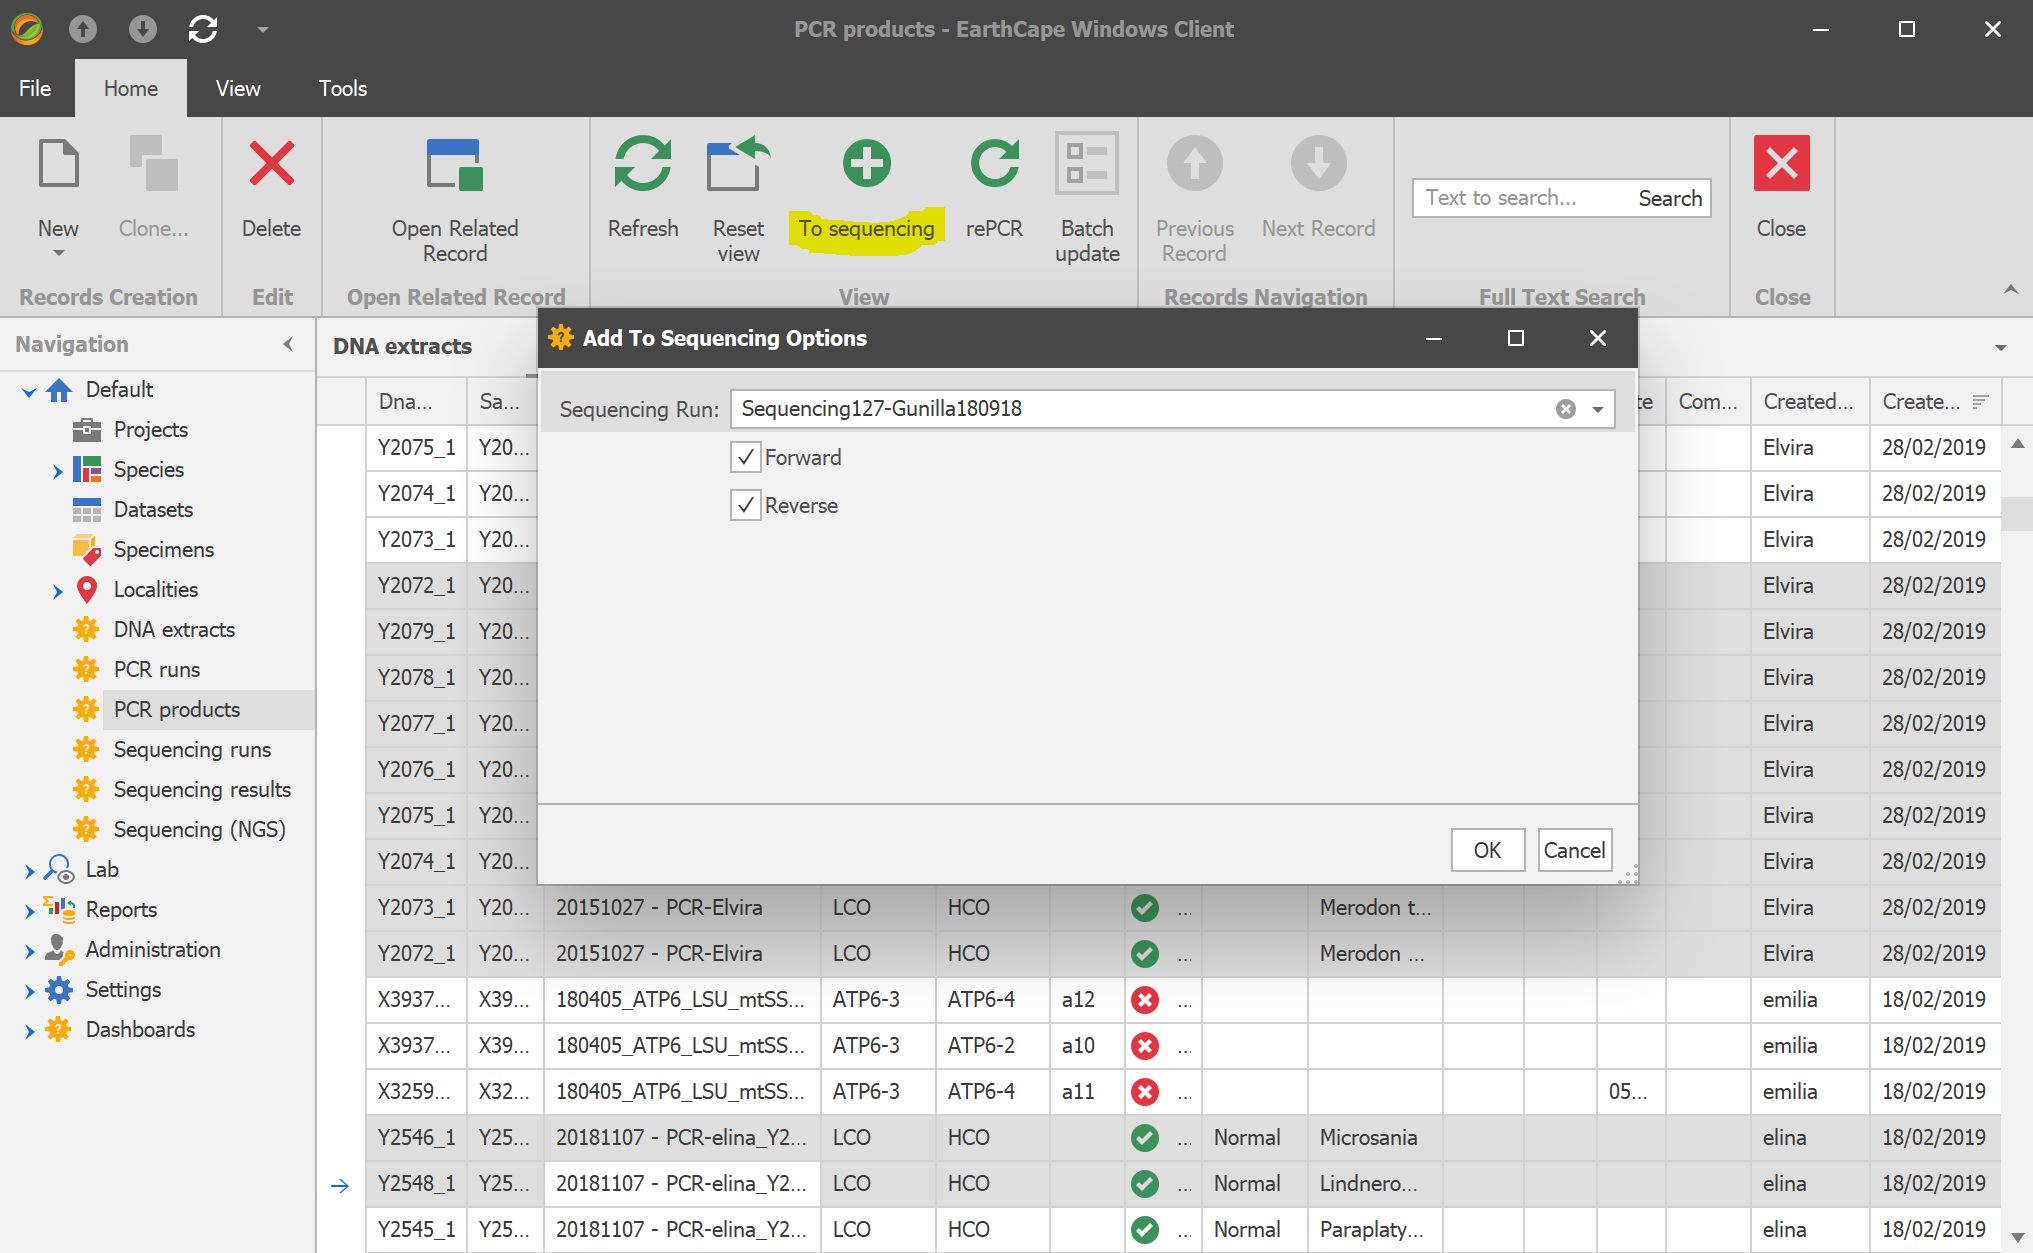 PCR products - EarthCape Windows Client
File Home View Tools
New Clone... Delete Open Related Record Refresh Reset view To sequencing rePCR Batch update Previous Record Next Record Text to search... Search Close
Records Creation Edit Open Related Record View Records Navigation Full Text Search Close
Navigation
Default
Projects
Species
Datasets
Specimens
Localities
DNA extracts
PCR runs
PCR products
Sequencing runs
Sequencing results
Sequencing (NGS)
Lab
Reports
Administration
Settings
Dashboards
DNA extracts
Add To Sequencing Options
Sequencing Run: Sequencing127-Gunilla180918
Forward
Reverse
OK Cancel
Dna... Sa... te Com... Created... Create...
Y2075_1 Y20... Elvira 28/02/2019
Y2074_1 Y20... Elvira 28/02/2019
Y2073_1 Y20... Elvira 28/02/2019
Y2072_1 Y20... Elvira 28/02/2019
Y2079_1 Y20... Elvira 28/02/2019
Y2078_1 Y20... Elvira 28/02/2019
Y2077_1 Y20... Elvira 28/02/2019
Y2076_1 Y20... Elvira 28/02/2019
Y2075_1 Y20... Elvira 28/02/2019
Y2074_1 Y20... Elvira 28/02/2019
Y2073_1 Y20... 20151027 - PCR-Elvira LCO HCO ... Merodon t... Elvira 28/02/2019
Y2072_1 Y20... 20151027 - PCR-Elvira LCO HCO ... Merodon ... Elvira 28/02/2019
X3937... X39... 180405_ATP6_LSU_mtSS... ATP6-3 ATP6-4 a12 ... emilia 18/02/2019
X3937... X39... 180405_ATP6_LSU_mtSS... ATP6-3 ATP6-2 a10 ... emilia 18/02/2019
X3259... X32... 180405_ATP6_LSU_mtSS... ATP6-3 ATP6-4 a11 ... 05... emilia 18/02/2019
Y2546_1 Y25... 20181107 - PCR-elina_Y2... LCO HCO ... Normal Microsania elina 18/02/2019
Y2548_1 Y25... 20181107 - PCR-elina_Y2... LCO HCO ... Normal Lindnero... elina 18/02/2019
Y2545_1 Y25... 20181107 - PCR-elina_Y2... LCO HCO ... Normal Paraplaty... elina 18/02/2019